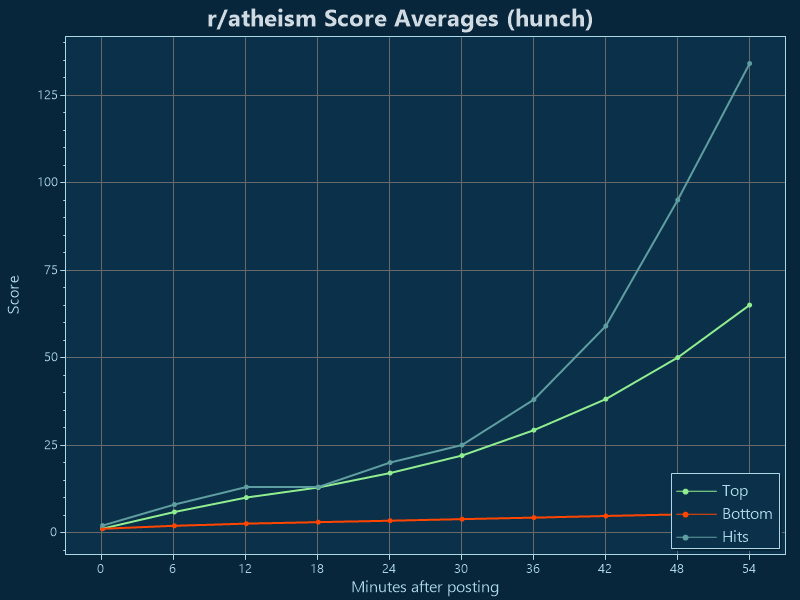 r/atheism Score Averages (hunch)
125
100
75
50
25
0
Score
0 6 12 18 24 30 36 42 48 54
Minutes after posting
Top
Bottom
Hits